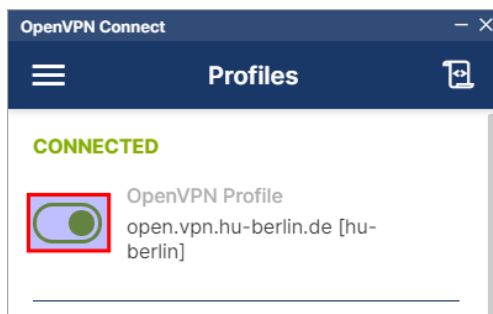 OpenVPN Connect
Profiles
CONNECTED
OpenVPN Profile
open.vpn.hu-berlin.de [hu-
berlin]